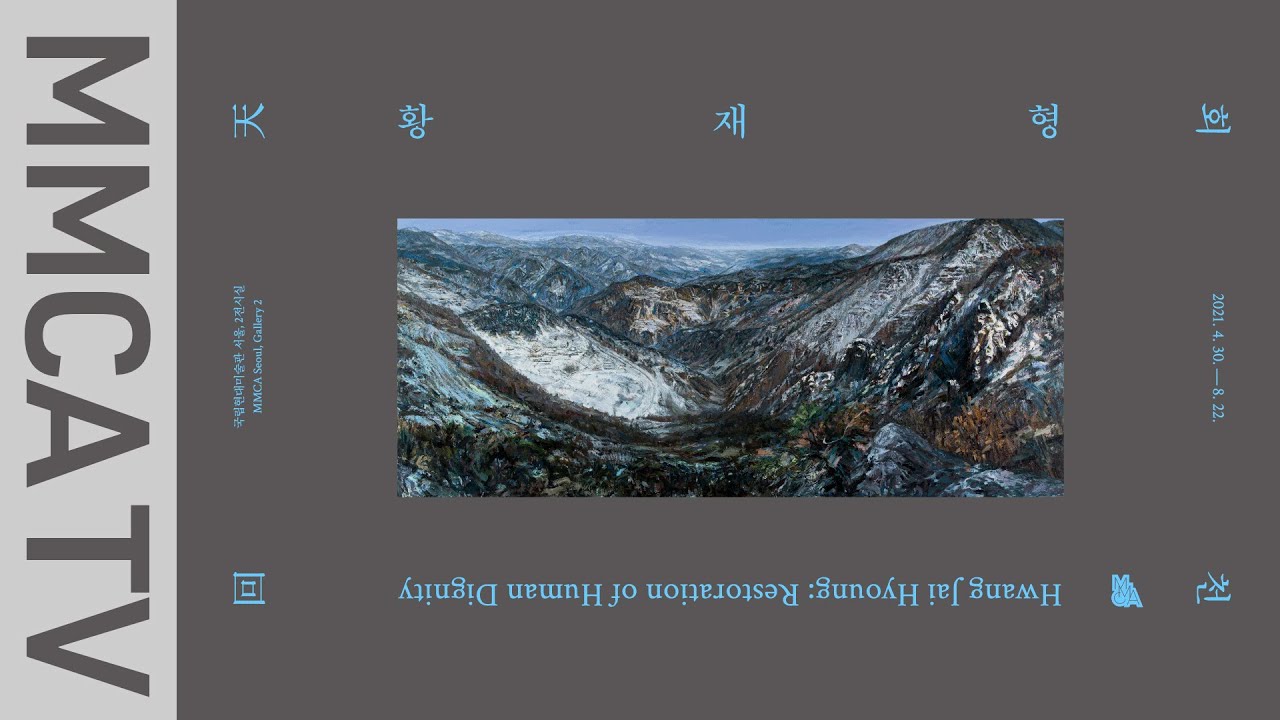 MMCA TV
回
天
황재형
회
천
국립현대미술관 서울, 2전시실
MMCA Seoul, Gallery 2
2021. 4. 30. — 8. 22.
Hwang Jai Hyoung: Restoration of Human Dignity
MMCA